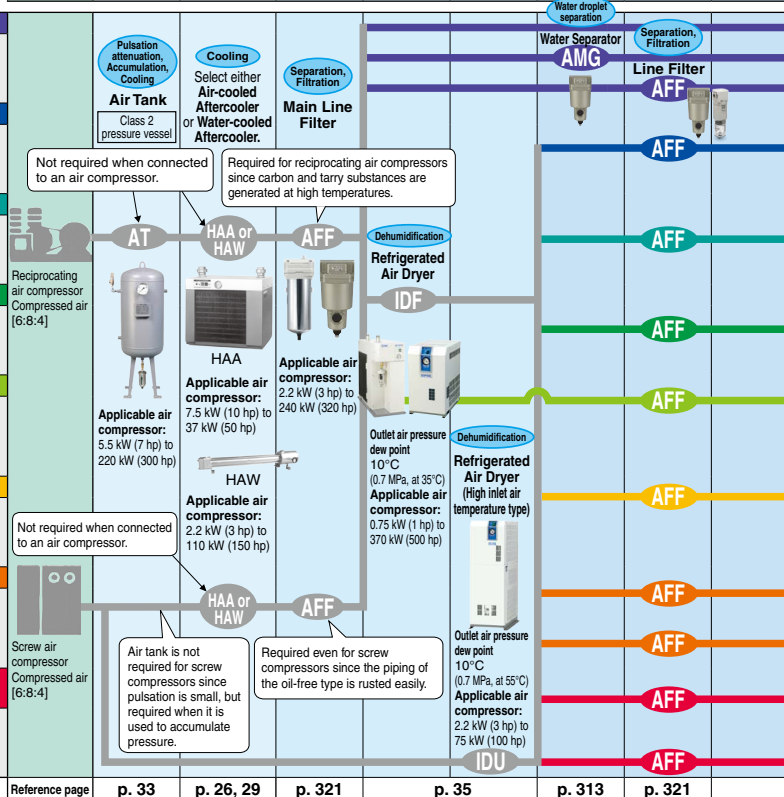 Water droplet
separation
Water Separator
AMG
Separation,
Filtration
Line Filter
AFF
Pulsation
attenuation,
Accumulation,
Cooling
Air Tank
Class 2
pressure vessel
Cooling
Select either
Air-cooled
Aftercooler
or Water-cooled
Aftercooler.
Separation,
Filtration
Main Line
Filter
Not required when connected
to an air compressor.
Required for reciprocating air compressors
since carbon and tarry substances are
generated at high temperatures.
AFF
Reciprocating
air compressor
Compressed air
[6:8:4]
AT
HAA or
HAW
AFF
Dehumidification
Refrigerated
Air Dryer
IDF
AFF
AFF
HAA
Applicable air
compressor:
5.5 kW (7 hp) to
220 kW (300 hp)
Applicable air
compressor:
7.5 kW (10 hp) to
37 kW (50 hp)
HAW
Applicable air
compressor:
2.2 kW (3 hp) to
110 kW (150 hp)
Applicable air
compressor:
2.2 kW (3 hp) to
240 kW (320 hp)
AFF
Outlet air pressure
dew point
10°C
(0.7 MPa, at 35°C)
Applicable air
compressor:
0.75 kW (1 hp) to
370 kW (500 hp)
Dehumidification
Refrigerated
Air Dryer
(High inlet air
temperature type)
AFF
Not required when connected
to an air compressor.
Screw air
compressor
Compressed air
[6:8:4]
HAA or
HAW
AFF
AFF
AFF
Air tank is not
required for screw
compressors since
pulsation is small, but
required when it is
used to accumulate
pressure.
Required even for screw
compressors since the piping of
the oil-free type is rusted easily.
Outlet air pressure
dew point
10°C
(0.7 MPa, at 55°C)
Applicable air
compressor:
2.2 kW (3 hp) to
75 kW (100 hp)
IDU
AFF
AFF
Reference page
p. 33
p. 26, 29
p. 321
p. 35
p. 313
p. 321